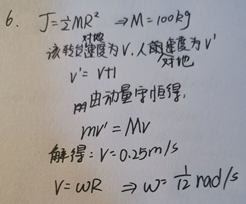 6. J=½MR² ⇒M=100kg
对地
该转台速度为V.人的速度为V'
对地
V'=V+1
由动量守恒得,
mv'=Mv
解得:V=0.25m/s
V=ωR ⇒ω=1/12 rad/s